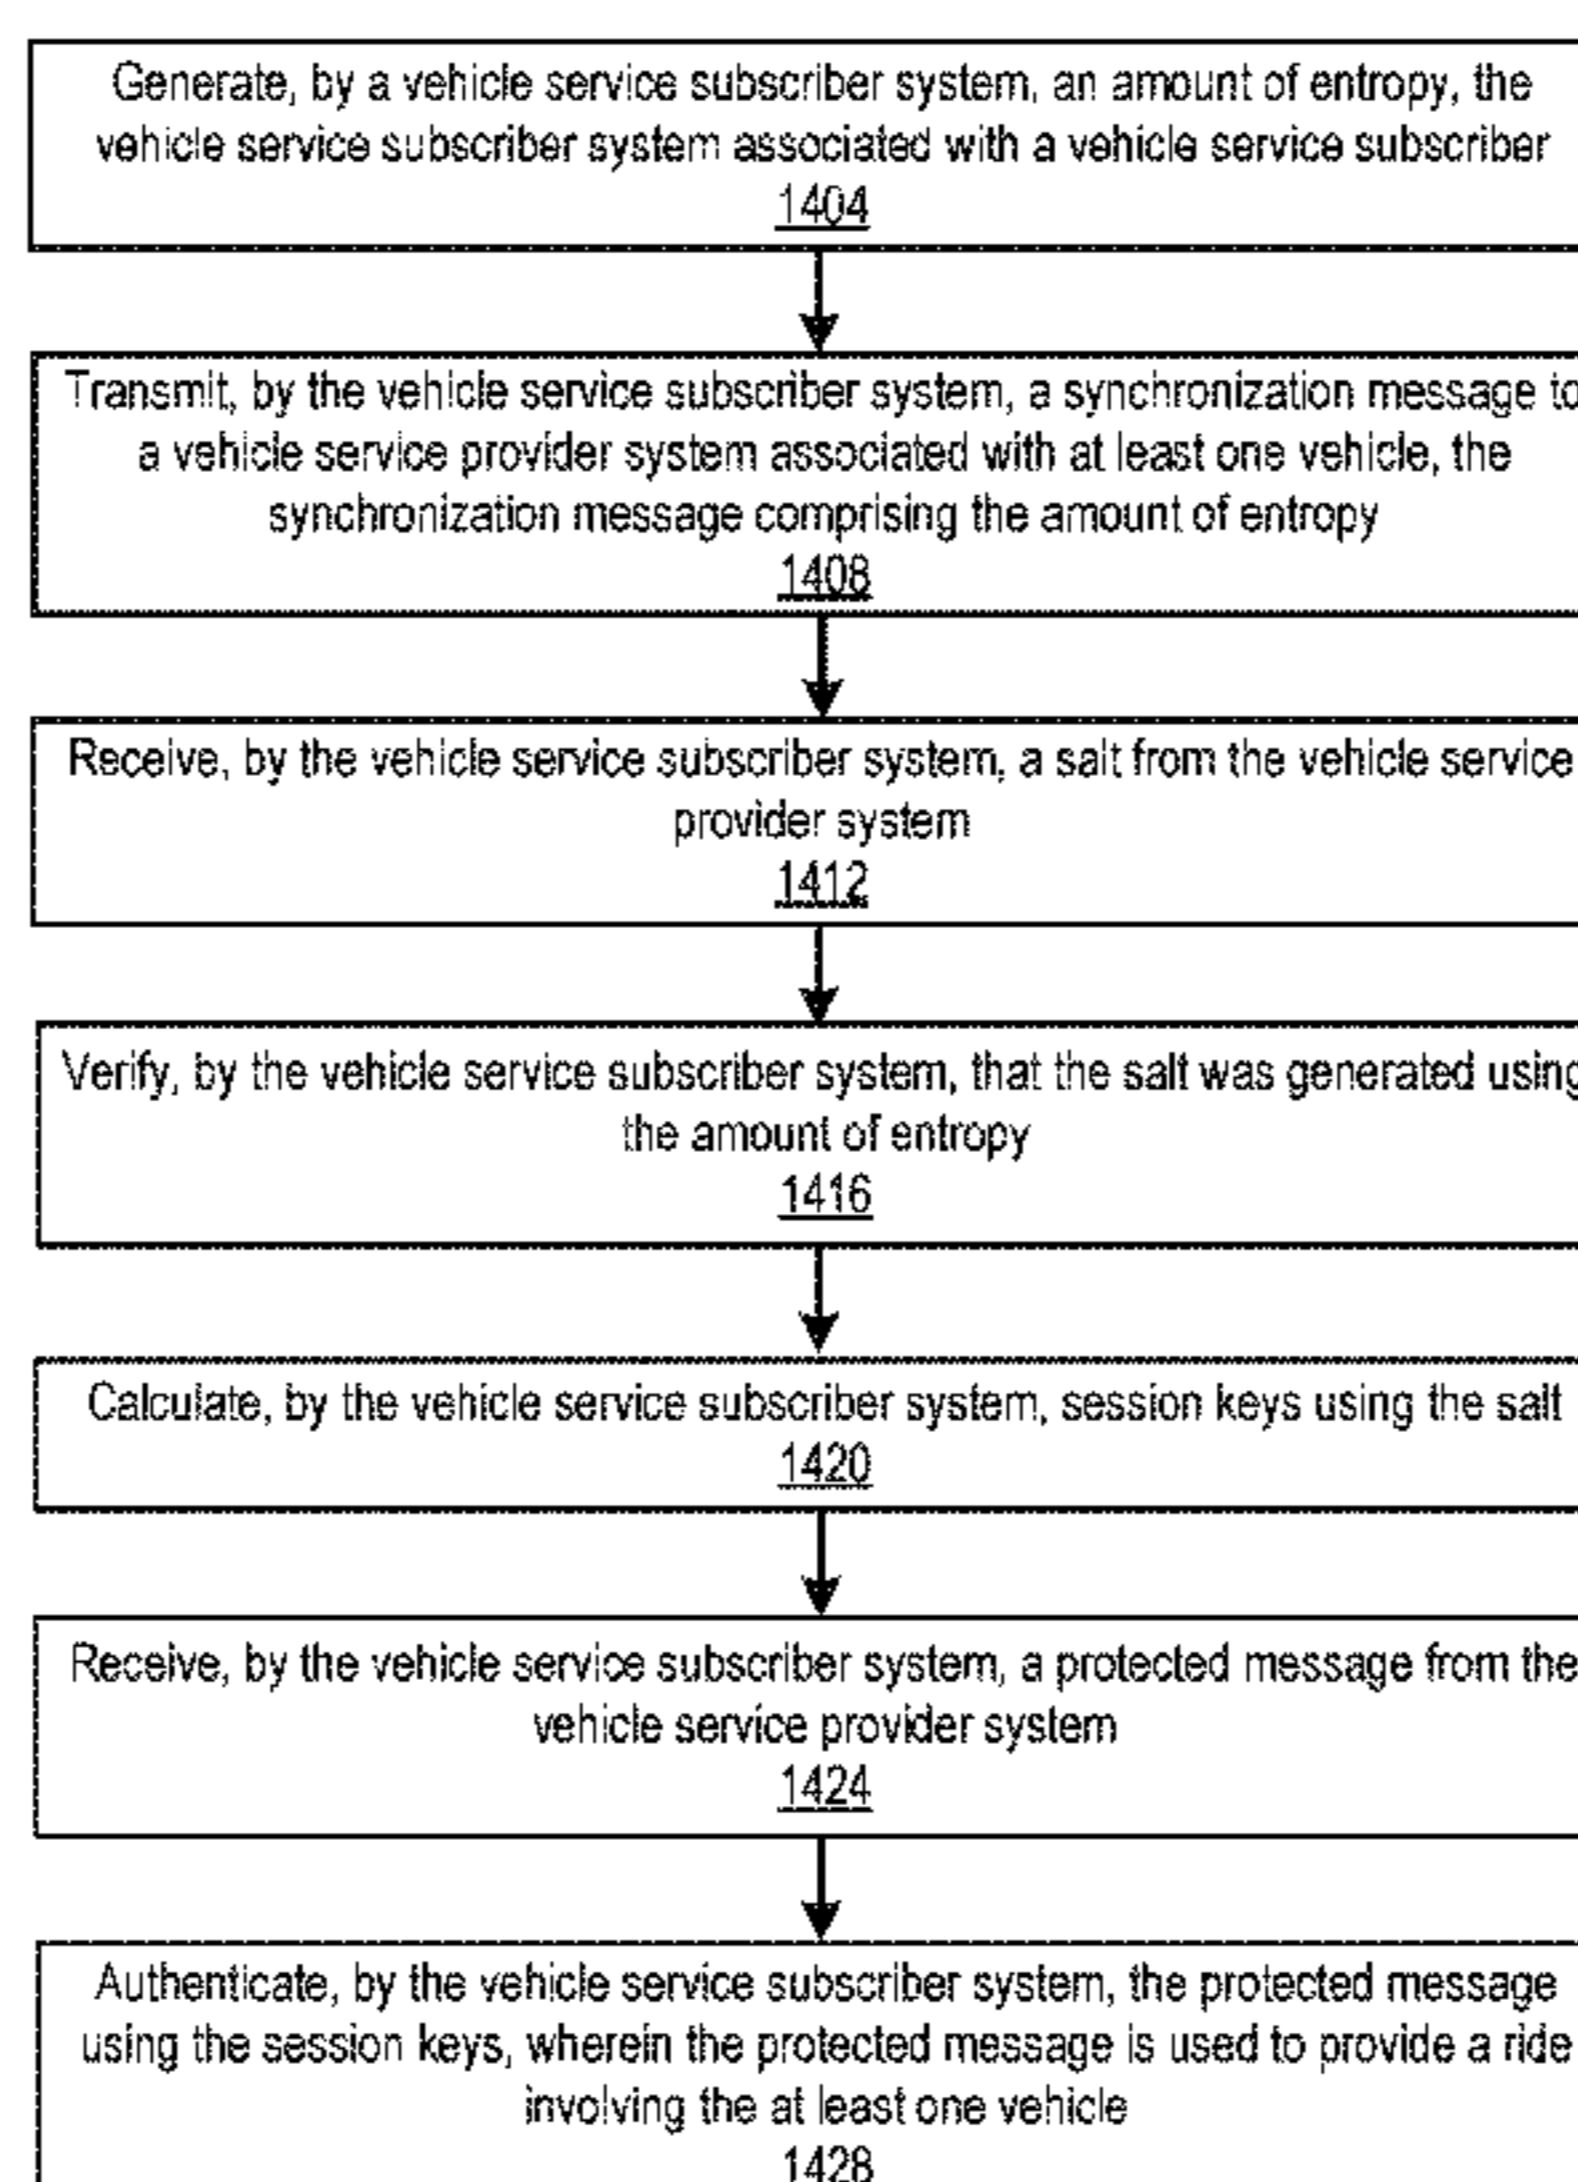 Generate, by a vehicle service subscriber system, an amount of entropy, the
vehicle service subscriber system associated with a vehicle service subscriber
1404
Transmit, by the vehicle service subscriber system, a synchronization message to
a vehicle service provider system associated with at least one vehicle, the
synchronization message comprising the amount of entropy
1408
Receive, by the vehicle service subscriber system, a salt from the vehicle service
provider system
1412
Verify, by the vehicle service subscriber system, that the salt was generated using
the amount of entropy
1416
Calculate, by the vehicle service subscriber system, session keys using the salt
1420
Receive, by the vehicle service subscriber system, a protected message from the
vehicle service provider system
1424
Authenticate, by the vehicle service subscriber system, the protected message
using the session keys, wherein the protected message is used to provide a ride
involving the at least one vehicle
1428